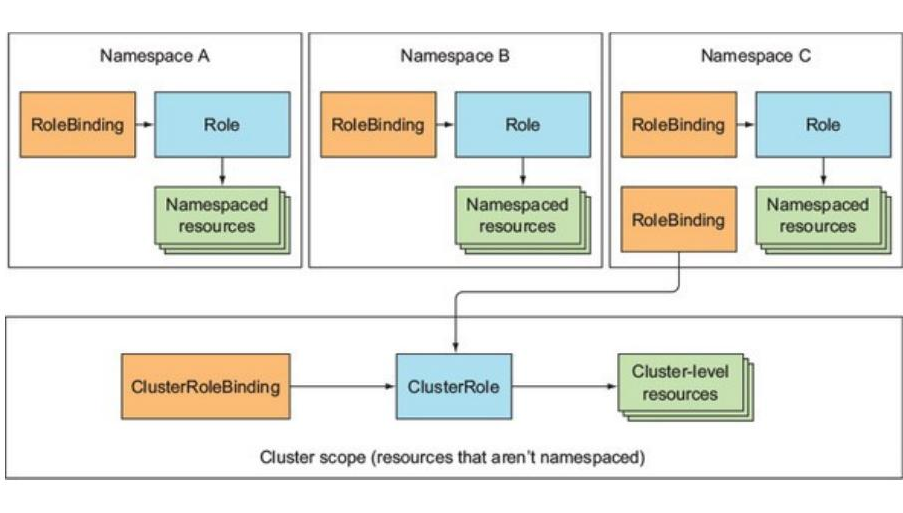 Namespace A
RoleBinding
Role
Namespaced
resources
Namespace B
RoleBinding
Role
Namespaced
resources
Namespace C
RoleBinding
Role
RoleBinding
Namespaced
resources
ClusterRoleBinding
ClusterRole
Cluster-level
resources
Cluster scope (resources that aren't namespaced)